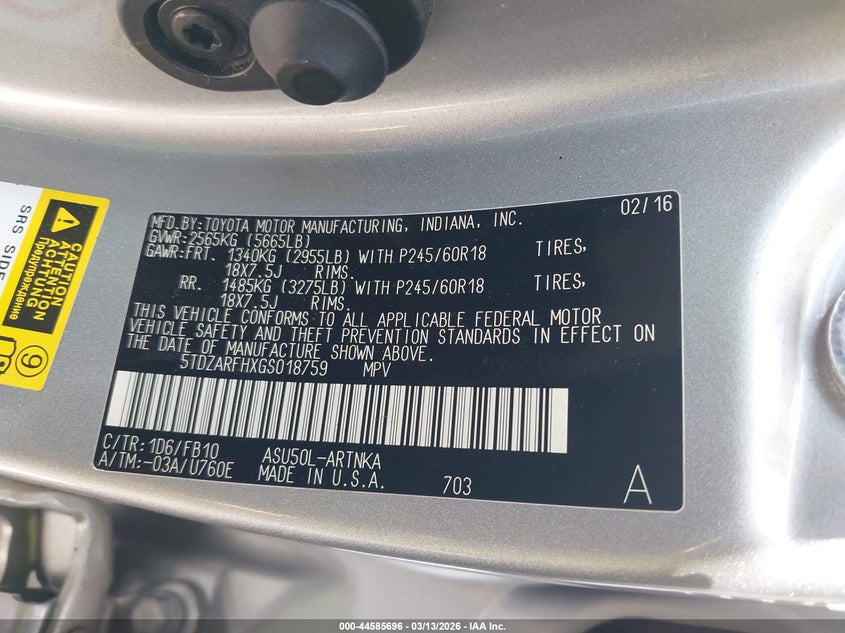 MFD.BY:TOYOTA MOTOR MANUFACTURING, INDIANA, INC. 02/16
GVWR:2565KG (5665LB)
GAWR:FRT. 1340KG (2955LB) WITH P245/60R18 TIRES,
18X7.5J RIMS.
RR. 1485KG (3275LB) WITH P245/60R18 TIRES,
18X7.5J RIMS.
THIS VEHICLE CONFORMS TO ALL APPLICABLE FEDERAL MOTOR
VEHICLE SAFETY AND THEFT PREVENTION STANDARDS IN EFFECT ON
THE DATE OF MANUFACTURE SHOWN ABOVE.
5TDZARFHXGS018759 MPV
C/TR:1D6/FB10 ASU50L-ARTNKA
A/TM:-03A/U760E MADE IN U.S.A. 703 A
SRS SIDE
CAUTION
ATTENTION
ACHTUNG
Предупреждение
9
000-44585696 - 03/13/2026 - IAA Inc.